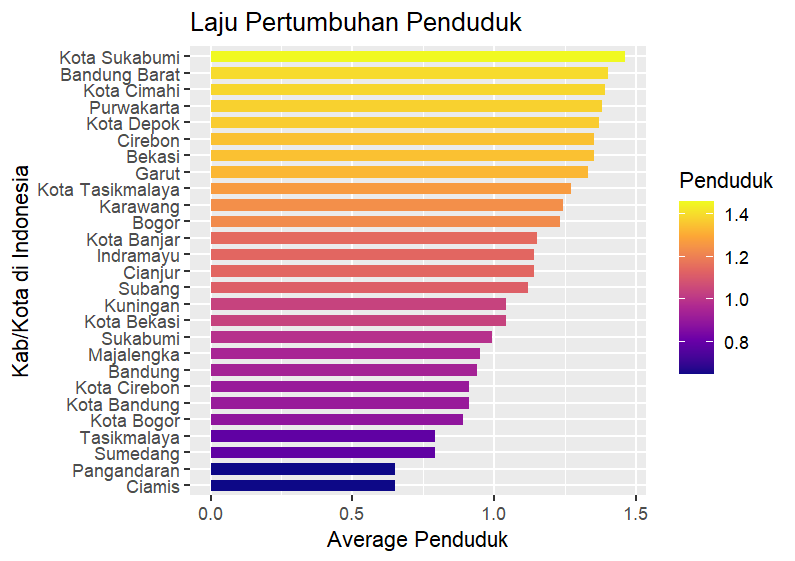 Laju Pertumbuhan Penduduk
Kab/Kota di Indonesia
Kota Sukabumi
Bandung Barat
Kota Cimahi
Purwakarta
Kota Depok
Cirebon
Bekasi
Garut
Kota Tasikmalaya
Karawang
Bogor
Kota Banjar
Indramayu
Cianjur
Subang
Kuningan
Kota Bekasi
Sukabumi
Majalengka
Bandung
Kota Cirebon
Kota Bandung
Kota Bogor
Tasikmalaya
Sumedang
Pangandaran
Ciamis
0.0 0.5 1.0 1.5
Average Penduduk
Penduduk
1.4
1.2
1.0
0.8